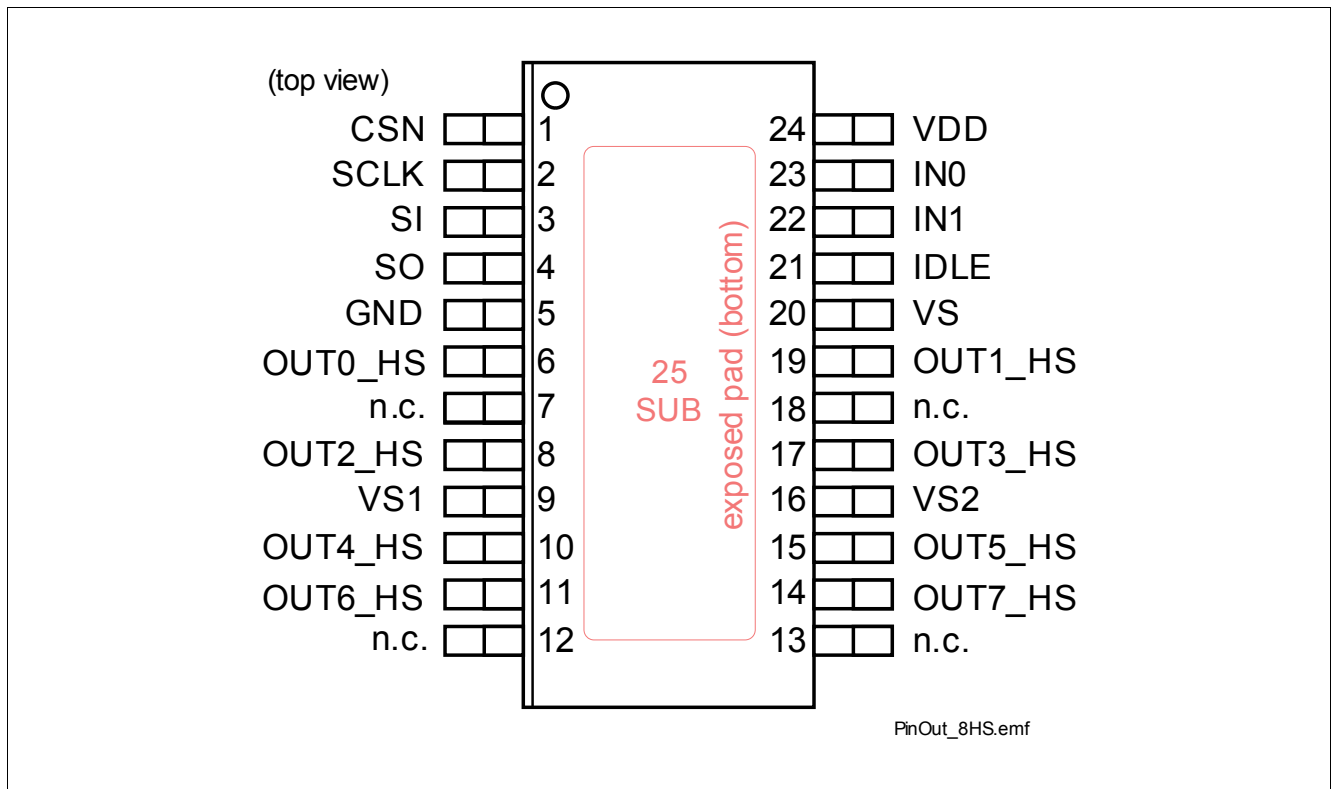 (top view)
CSN 1 24 VDD
SCLK 2 23 IN0
SI 3 22 IN1
SO 4 21 IDLE
GND 5 20 VS
OUT0_HS 6 19 OUT1_HS
n.c. 7 18 n.c.
OUT2_HS 8 17 OUT3_HS
VS1 9 16 VS2
OUT4_HS 10 15 OUT5_HS
OUT6_HS 11 14 OUT7_HS
n.c. 12 13 n.c.
25
SUB
exposed pad (bottom)
PinOut_8HS.emf